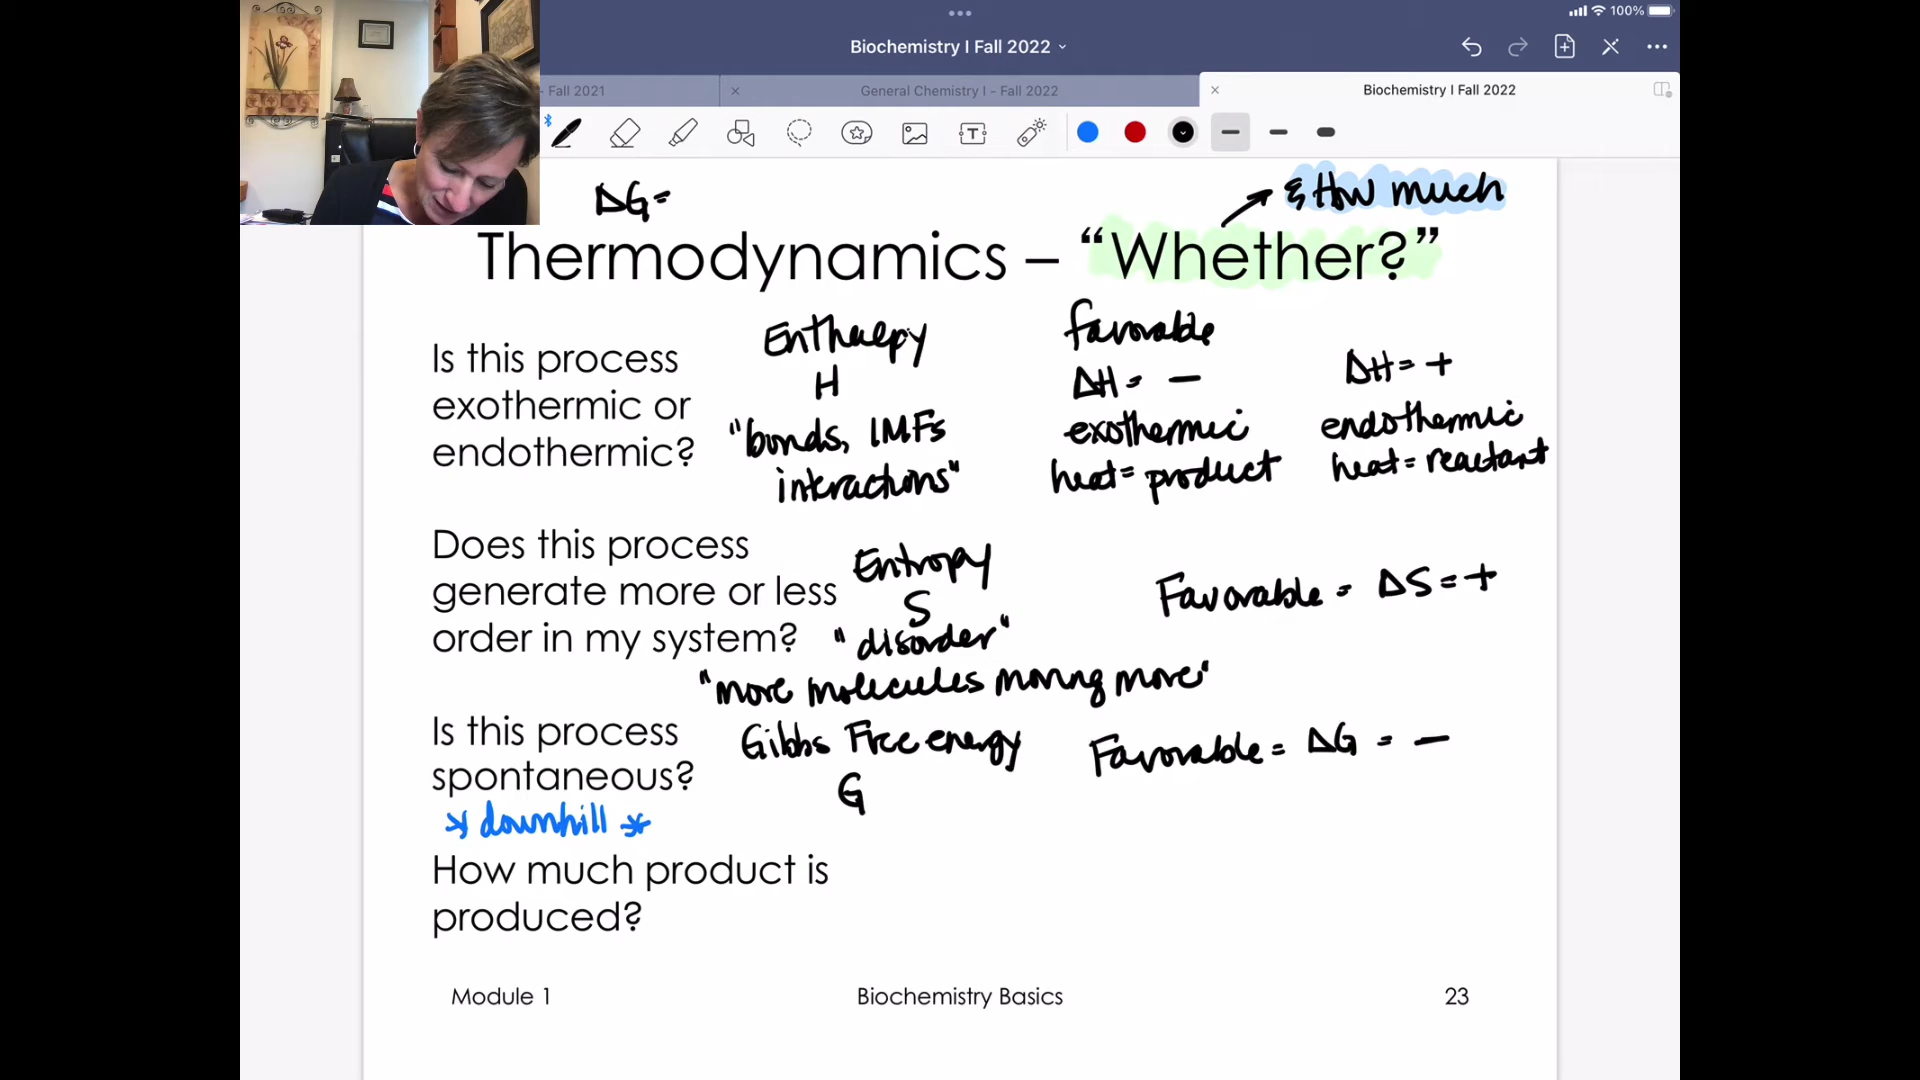 100%
Biochemistry I Fall 2022
- Fall 2021
General Chemistry I - Fall 2022
Biochemistry I Fall 2022
T
ΔG=
& How much
Thermodynamics – “Whether?”
Is this process
exothermic or
endothermic?
Enthalpy
H
"bonds, IMFs
interactions"
favorable
ΔH = -
exothermic
heat = product
ΔH = +
endothermic
heat = reactant
Does this process
generate more or less
order in my system?
Entropy
S
"disorder"
"more molecules moving more"
Favorable = ΔS = +
Is this process
spontaneous?
*downhill*
Gibbs Free energy
G
Favorable = ΔG = -
How much product is
produced?
Module 1
Biochemistry Basics
23